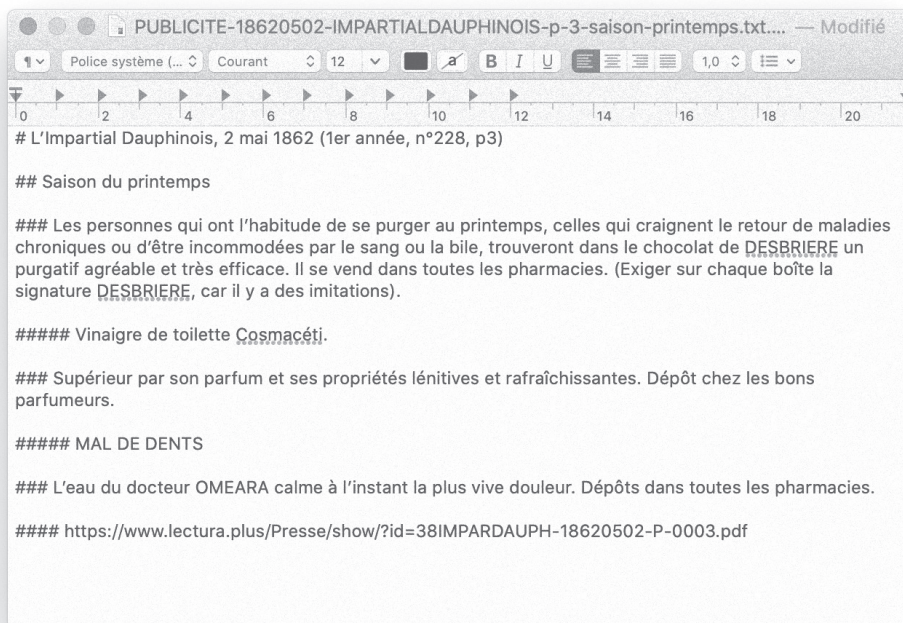 PUBLICITE-18620502-IMPARTIALDAUPHINOIS-p-3-saison-printemps.txt.... — Modifié
¶ Police système (... Courant 12 a B I U 1,0
0 2 4 6 8 10 12 14 16 18 20
# L’Impartial Dauphinois, 2 mai 1862 (1er année, n°228, p3)
## Saison du printemps
### Les personnes qui ont l’habitude de se purger au printemps, celles qui craignent le retour de maladies
chroniques ou d’être incommodées par le sang ou la bile, trouveront dans le chocolat de DESBRIERE un
purgatif agréable et très efficace. Il se vend dans toutes les pharmacies. (Exiger sur chaque boîte la
signature DESBRIERE, car il y a des imitations).
##### Vinaigre de toilette Cosmacéti.
### Supérieur par son parfum et ses propriétés lénitives et rafraîchissantes. Dépôt chez les bons
parfumeurs.
##### MAL DE DENTS
### L’eau du docteur OMEARA calme à l’instant la plus vive douleur. Dépôts dans toutes les pharmacies.
#### https://www.lectura.plus/Presse/show/?id=38IMPARDAUPH-18620502-P-0003.pdf